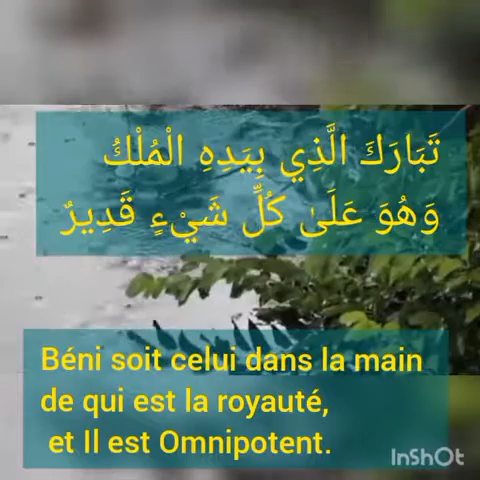 تَبَارَكَ الَّذِي بِيَدِهِ الْمُلْكُ
وَهُوَ عَلَىٰ كُلِّ شَيْءٍ قَدِيرٌ
Béni soit celui dans la main
de qui est la royauté,
et Il est Omnipotent.
InShOt